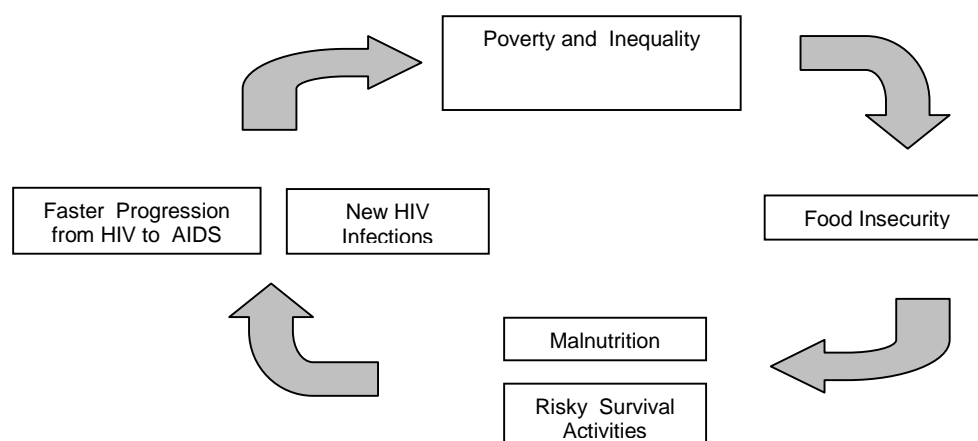 Poverty and Inequality
Faster Progression
from HIV to AIDS
New HIV
Infections
Food Insecurity
Malnutrition
Risky Survival
Activities